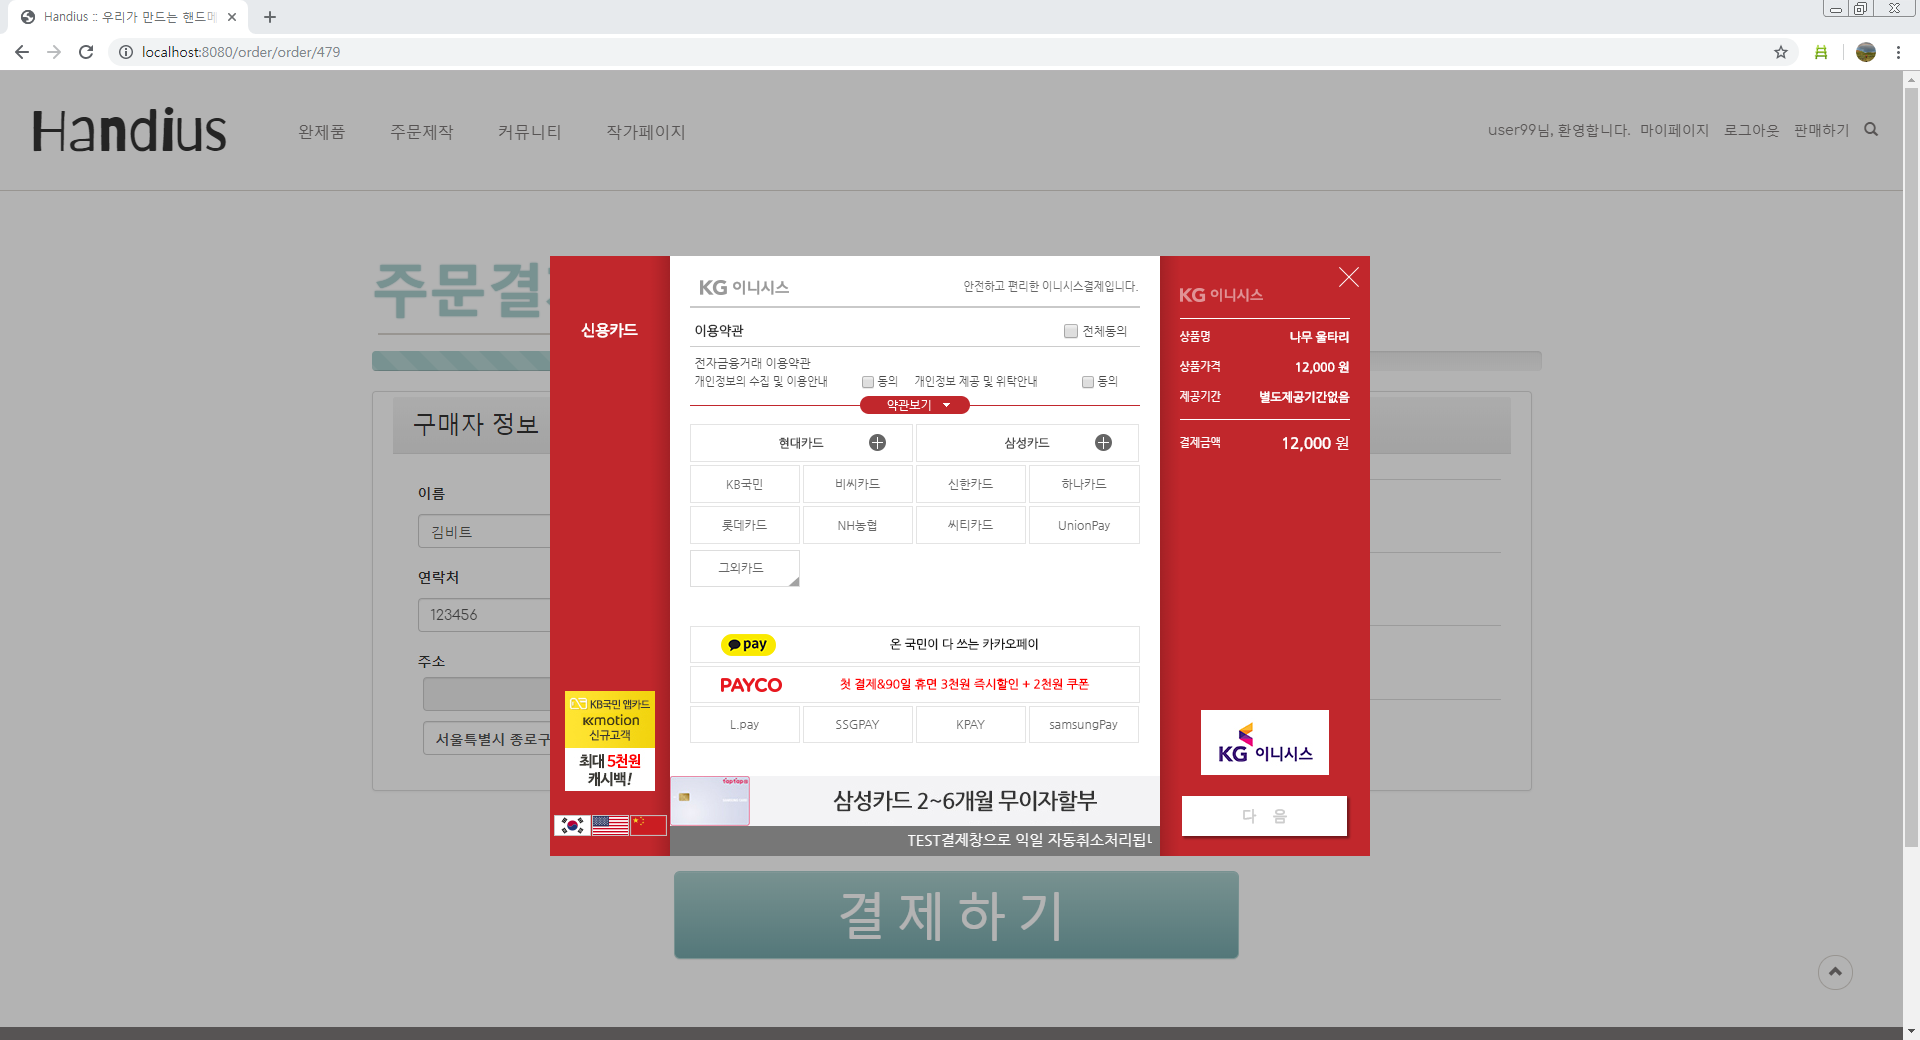 Handius :: 우리가 만드는 핸드메
localhost:8080/order/order/479
Handius
완제품 주문제작 커뮤니티 작가페이지
user99님, 환영합니다. 마이페이지 로그아웃 판매하기
주문결
구매자 정보
이름
김비트
연락처
123456
주소
서울특별시 종로구
신용카드
KB국민 앱카드
K-motion
신규고객
최대 5천원
캐시백!
KG 이니시스
안전하고 편리한 이니시스결제입니다.
이용약관
전체동의
전자금융거래 이용약관
개인정보의 수집 및 이용안내 동의 개인정보 제공 및 위탁안내 동의
약관보기
현대카드 삼성카드
KB국민 비씨카드 신한카드 하나카드
롯데카드 NH농협 씨티카드 UnionPay
그외카드
pay 온 국민이 다 쓰는 카카오페이
PAYCO 첫 결제&90일 휴면 3천원 즉시할인 + 2천원 쿠폰
L.pay SSGPAY KPAY samsungPay
삼성카드 2~6개월 무이자할부
TEST결제창으로 익일 자동취소처리됩니
KG 이니시스
상품명 나무 울타리
상품가격 12,000 원
제공기간 별도제공기간없음
결제금액 12,000 원
KG 이니시스
다 음
결제하기